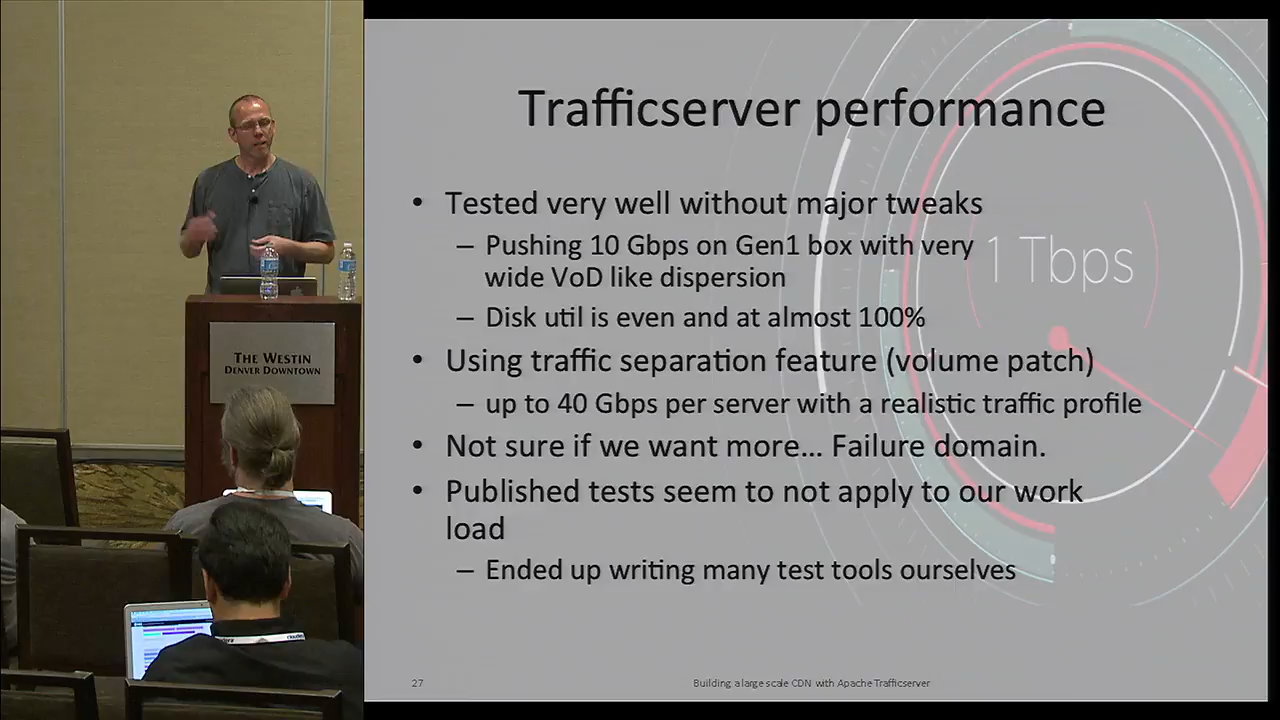 Trafficserver performance
• Tested very well without major tweaks
– Pushing 10 Gbps on Gen1 box with very
wide VoD like dispersion
1 Tbps
– Disk util is even and at almost 100%
• Using traffic separation feature (volume patch)
– up to 40 Gbps per server with a realistic traffic profile
• Not sure if we want more... Failure domain.
• Published tests seem to not apply to our work
load
– Ended up writing many test tools ourselves
27
Building a large scale CDN with Apache Trafficserver
THE WESTIN
DENVER DOWNTOWN